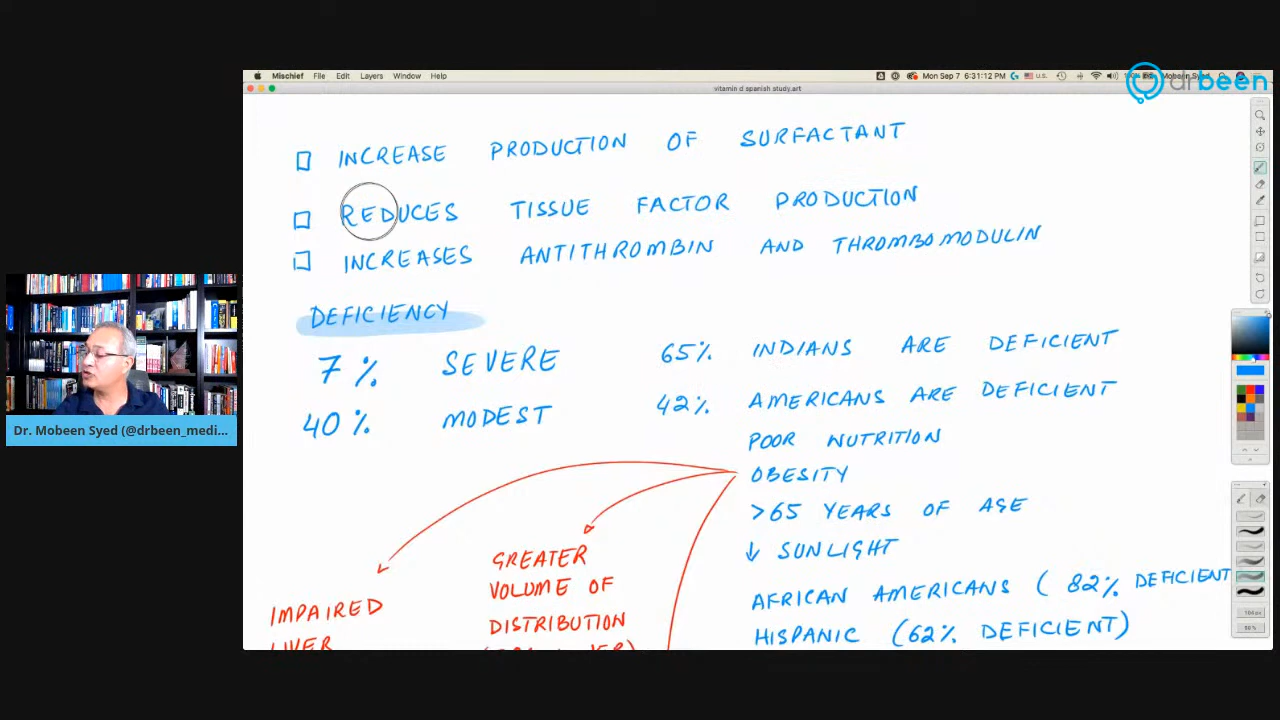 Mischief File Edit Layers Window Help
U.S. Mon Sep 7 6:31:12 PM Mobeen Syed
drbeen
vitamin d spanish study.art
INCREASE PRODUCTION OF SURFACTANT
REDUCES TISSUE FACTOR PRODUCTION
INCREASES ANTITHROMBIN AND THROMBOMODULIN
DEFICIENCY
7% SEVERE
40% MODEST
65% INDIANS ARE DEFICIENT
42% AMERICANS ARE DEFICIENT
POOR NUTRITION
OBESITY
>65 YEARS OF AGE
↓ SUNLIGHT
AFRICAN AMERICANS (82% DEFICIENT
HISPANIC (62% DEFICIENT)
GREATER
VOLUME OF
DISTRIBUTION
IMPAIRED
LIVER
Dr. Mobeen Syed (@drbeen_medi...